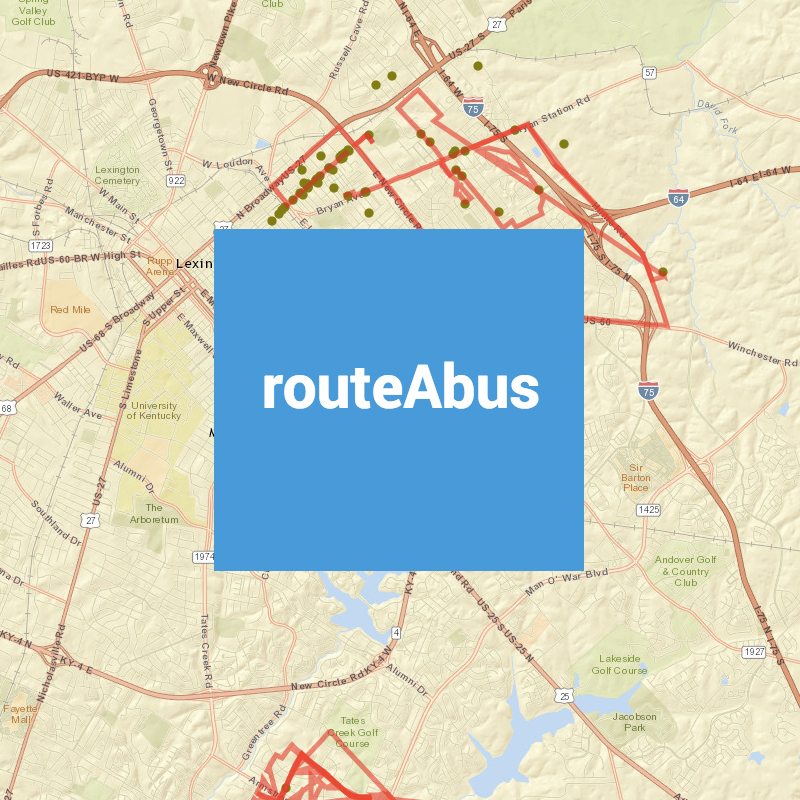 Spring
Valley
Golf Club
Club
Newtown Pike
Russell Cave Rd
N I-64 E
US-27 S
27
Paris
US-421-BYP W
W New Circle Rd
I-64 W
75
I-75 S
57
Bryan Station Rd
David Fork
Georgetown St
Lexington
Cemetery
922
W Loudon Ave
N Broadway
US-27
E New Circle Rd
Bryan Ave
I-64 E
I-64 W
64
S Forbes Rd
W Main St
Manchester St
1723
27
US-60-BR W High St
Rupp
Arena
Lexin
I-75 S
I-75 N
Red Mile
US-68
S Broadway
S Upper St
E Maxwell
US-60
Winchester Rd
75
routeAbus
68
Walter Ave
S Limestone
University
of Kentucky
Alumni Dr
Sir
Barton
Place
US-27
The
Arboretum
1425
27
Southland Dr
1974
Andover Golf
& Country
Club
Man O' War Blvd
KY-4 N
KY-4 E
Nicholasville Rd
Tates Creek Rd
4
US-25 S
US-25 N
I-75 N
I-75 S
1927
New Circle Rd
KY-4 W
Alumni Dr
Lakeside
Golf Course
25
Jacobson
Park
Fayette
Mall
Greentree Rd
Tates
Creek Golf
Course
27